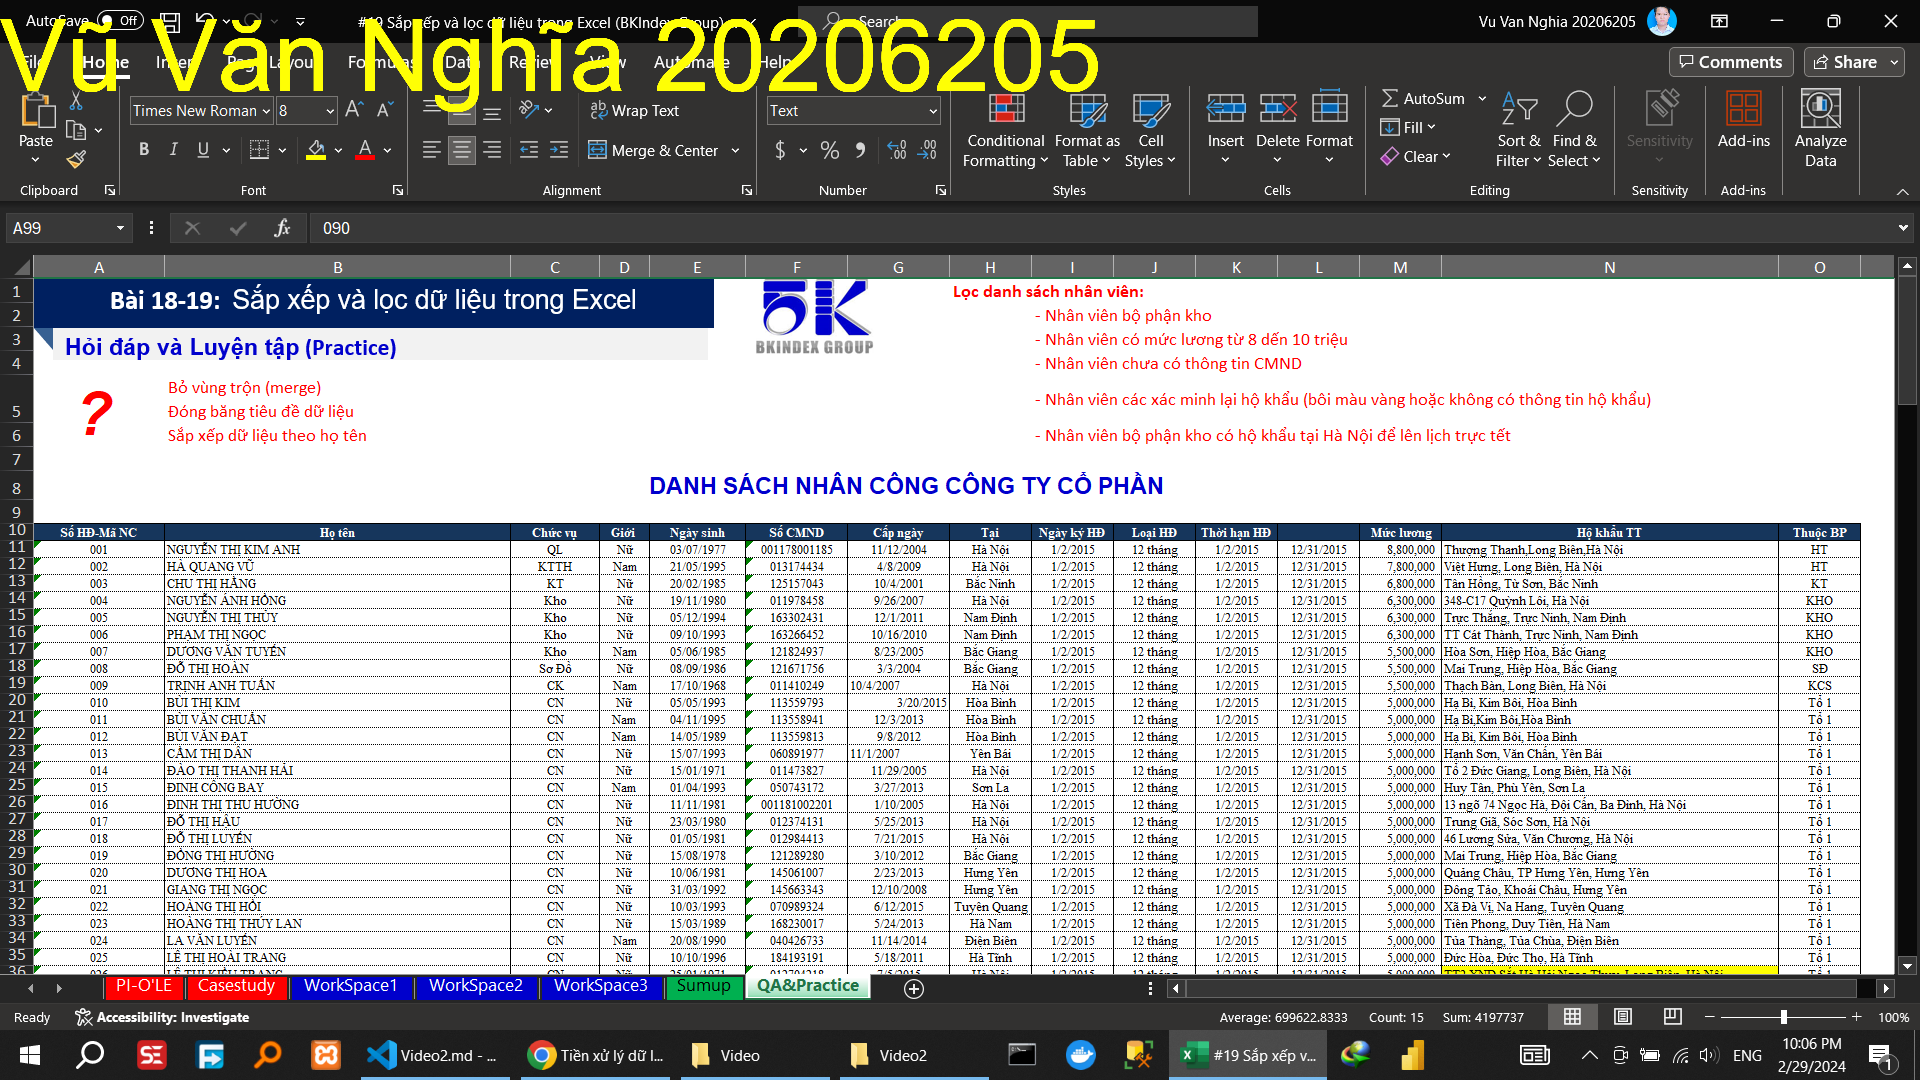 AutoSave Off
#19 Sắp xếp và lọc dữ liệu trong Excel (BKIndex Group)
Search
Vu Van Nghia 20206205
Vũ Văn Nghĩa 20206205
File Home Insert Page Layout Formulas Data Review View Automate Help
Comments Share
Paste
Clipboard
Times New Roman 8
B I U
Font
Wrap Text
Merge & Center
Alignment
Text
$ %
Number
Conditional Formatting
Format as Table
Cell Styles
Styles
Insert Delete Format
Cells
AutoSum
Fill
Clear
Sort & Filter
Find & Select
Editing
Sensitivity
Sensitivity
Add-ins
Add-ins
Analyze Data
A99 fx 090
A B C D E F G H I J K L M N O
1 Bài 18-19: Sắp xếp và lọc dữ liệu trong Excel
5K
BKINDEX GROUP
Lọc danh sách nhân viên:
2 - Nhân viên bộ phận kho
3 Hỏi đáp và Luyện tập (Practice) - Nhân viên có mức lương từ 8 dến 10 triệu
4 - Nhân viên chưa có thông tin CMND
?
Bỏ vùng trộn (merge)
- Nhân viên các xác minh lại hộ khẩu (bôi màu vàng hoặc không có thông tin hộ khẩu)
5 Đóng băng tiêu đề dữ liệu
6 Sắp xếp dữ liệu theo họ tên - Nhân viên bộ phận kho có hộ khẩu tại Hà Nội để lên lịch trực tết
7
8 DANH SÁCH NHÂN CÔNG CÔNG TY CỔ PHẦN
9
10 Số HĐ-Mã NC Họ tên Chức vụ Giới Ngày sinh Số CMND Cấp ngày Tại Ngày ký HĐ Loại HĐ Thời hạn HĐ Mức lương Hộ khẩu TT Thuộc BP
11 001 NGUYỄN THỊ KIM ANH QL Nữ 03/07/1977 001178001185 11/12/2004 Hà Nội 1/2/2015 12 tháng 1/2/2015 12/31/2015 8,800,000 Thượng Thanh,Long Biên,Hà Nội HT
12 002 HÀ QUANG VŨ KTTH Nam 21/05/1995 013174434 4/8/2009 Hà Nội 1/2/2015 12 tháng 1/2/2015 12/31/2015 7,800,000 Việt Hưng, Long Biên, Hà Nội HT
13 003 CHU THỊ HẰNG KT Nữ 20/02/1985 125157043 10/4/2001 Bắc Ninh 1/2/2015 12 tháng 1/2/2015 12/31/2015 6,800,000 Tân Hồng, Từ Sơn, Bắc Ninh KT
14 004 NGUYỄN ÁNH HỒNG Kho Nữ 19/11/1980 011978458 9/26/2007 Hà Nội 1/2/2015 12 tháng 1/2/2015 12/31/2015 6,300,000 348-C17 Quỳnh Lôi, Hà Nội KHO
15 005 NGUYỄN THỊ THÚY Kho Nữ 05/12/1994 163302431 12/1/2011 Nam Định 1/2/2015 12 tháng 1/2/2015 12/31/2015 6,300,000 Trực Thắng, Trực Ninh, Nam Định KHO
16 006 PHẠM THỊ NGỌC Kho Nữ 09/10/1993 163266452 10/16/2010 Nam Định 1/2/2015 12 tháng 1/2/2015 12/31/2015 6,300,000 TT Cát Thành, Trực Ninh, Nam Định KHO
17 007 DƯƠNG VĂN TUYẾN Kho Nam 05/06/1985 121824937 8/23/2005 Bắc Giang 1/2/2015 12 tháng 1/2/2015 12/31/2015 5,500,000 Hòa Sơn, Hiệp Hòa, Bắc Giang KHO
18 008 ĐỖ THỊ HOÀN Sơ Đồ Nữ 08/09/1986 121671756 3/3/2004 Bắc Giang 1/2/2015 12 tháng 1/2/2015 12/31/2015 5,500,000 Mai Trung, Hiệp Hòa, Bắc Giang SĐ
19 009 TRỊNH ANH TUẤN CK Nam 17/10/1968 011410249 10/4/2007 Hà Nội 1/2/2015 12 tháng 1/2/2015 12/31/2015 5,500,000 Thạch Bàn, Long Biên, Hà Nội KCS
20 010 BÙI THỊ KIM CN Nữ 05/05/1993 113559793 3/20/2015 Hòa Bình 1/2/2015 12 tháng 1/2/2015 12/31/2015 5,000,000 Hạ Bì, Kim Bôi, Hòa Bình Tổ 1
21 011 BÙI VĂN CHUẨN CN Nam 04/11/1995 113558941 12/3/2013 Hòa Bình 1/2/2015 12 tháng 1/2/2015 12/31/2015 5,000,000 Hạ Bì,Kim Bôi,Hòa Bình Tổ 1
22 012 BÙI VĂN ĐẠT CN Nam 14/05/1989 113559813 9/8/2012 Hòa Bình 1/2/2015 12 tháng 1/2/2015 12/31/2015 5,000,000 Hạ Bì, Kim Bôi, Hòa Bình Tổ 1
23 013 CẦM THỊ DÂN CN Nữ 15/07/1993 060891977 11/1/2007 Yên Bái 1/2/2015 12 tháng 1/2/2015 12/31/2015 5,000,000 Hạnh Sơn, Văn Chấn, Yên Bái Tổ 1
24 014 ĐÀO THỊ THANH HẢI CN Nữ 15/01/1971 011473827 11/29/2005 Hà Nội 1/2/2015 12 tháng 1/2/2015 12/31/2015 5,000,000 Tổ 2 Đức Giang, Long Biên, Hà Nội Tổ 1
25 015 ĐINH CÔNG BAY CN Nam 01/04/1993 050743172 3/27/2013 Sơn La 1/2/2015 12 tháng 1/2/2015 12/31/2015 5,000,000 Huy Tân, Phù Yên, Sơn La Tổ 1
26 016 ĐINH THỊ THU HƯỜNG CN Nữ 11/11/1981 001181002201 1/10/2005 Hà Nội 1/2/2015 12 tháng 1/2/2015 12/31/2015 5,000,000 13 ngõ 74 Ngọc Hà, Đội Cấn, Ba Đình, Hà Nội Tổ 1
27 017 ĐỖ THỊ HẬU CN Nữ 23/03/1980 012374131 5/25/2013 Hà Nội 1/2/2015 12 tháng 1/2/2015 12/31/2015 5,000,000 Trung Giã, Sóc Sơn, Hà Nội Tổ 1
28 018 ĐỖ THỊ LUYẾN CN Nữ 01/05/1981 012984413 7/21/2015 Hà Nội 1/2/2015 12 tháng 1/2/2015 12/31/2015 5,000,000 46 Lương Sứa, Văn Chương, Hà Nội Tổ 1
29 019 ĐỒNG THỊ HƯỜNG CN Nữ 15/08/1978 121289280 3/10/2012 Bắc Giang 1/2/2015 12 tháng 1/2/2015 12/31/2015 5,000,000 Mai Trung, Hiệp Hòa, Bắc Giang Tổ 1
30 020 DƯƠNG THỊ HOA CN Nữ 10/06/1981 145061007 2/23/2013 Hưng Yên 1/2/2015 12 tháng 1/2/2015 12/31/2015 5,000,000 Quảng Châu, TP Hưng Yên, Hưng Yên Tổ 1
31 021 GIANG THỊ NGỌC CN Nữ 31/03/1992 145663343 12/10/2008 Hưng Yên 1/2/2015 12 tháng 1/2/2015 12/31/2015 5,000,000 Đông Tảo, Khoái Châu, Hưng Yên Tổ 1
32 022 HOÀNG THỊ HỒI CN Nữ 10/03/1993 070989324 6/12/2015 Tuyên Quang 1/2/2015 12 tháng 1/2/2015 12/31/2015 5,000,000 Xã Đà Vị, Na Hang, Tuyên Quang Tổ 1
33 023 HOÀNG THỊ THÚY LAN CN Nữ 15/03/1989 168230017 5/24/2013 Hà Nam 1/2/2015 12 tháng 1/2/2015 12/31/2015 5,000,000 Tiên Phong, Duy Tiên, Hà Nam Tổ 1
34 024 LA VĂN LUYẾN CN Nam 20/08/1990 040426733 11/14/2014 Điện Biên 1/2/2015 12 tháng 1/2/2015 12/31/2015 5,000,000 Tủa Thàng, Tủa Chùa, Điện Biên Tổ 1
35 025 LÊ THỊ HOÀI TRANG CN Nữ 10/10/1996 184193191 5/18/2011 Hà Tĩnh 1/2/2015 12 tháng 1/2/2015 12/31/2015 5,000,000 Đức Hòa, Đức Thọ, Hà Tĩnh Tổ 1
PI-O'LE Casestudy WorkSpace1 WorkSpace2 WorkSpace3 Sumup QA&Practice
Ready Accessibility: Investigate Average: 699622.8333 Count: 15 Sum: 4197737 100%
Video2.md - ... Tiền xử lý dữ l... Video Video2 #19 Sắp xếp v... ENG 10:06 PM
2/29/2024
1